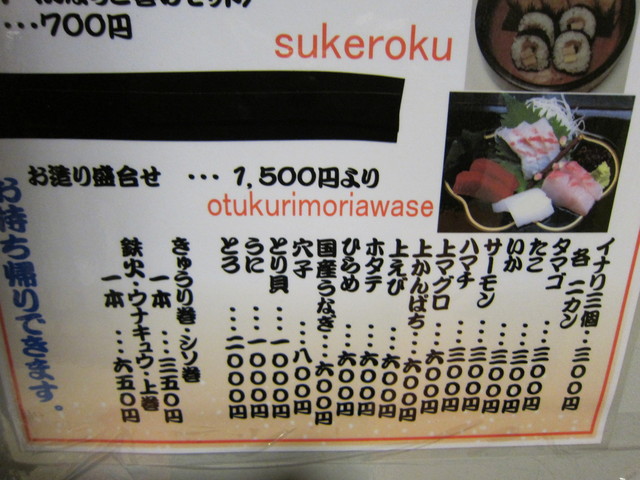 …700円
sukeroku
お造り盛合せ … 1,500円より
otukurimoriawase
イナリ三個・三〇〇円
各 二カン
タマゴ …三〇〇円
たこ …三〇〇円
いか …三〇〇円
サーモン …三〇〇円
ハマチ …三〇〇円
上マグロ …六〇〇円
上かんぱち…六〇〇円
上えび …六〇〇円
ホタテ …六〇〇円
ひらめ …六〇〇円
国産うなぎ…六〇〇円
穴子 …八〇〇円
とり貝 …一〇〇〇円
うに …一〇〇〇円
とろ …二〇〇〇円
きゅうり巻・シソ巻
一本 …三五〇円
鉄火・ウナキュウ・上巻
一本 …六五〇円
お持ち帰りできます。